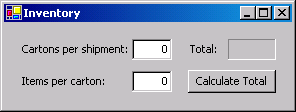 Inventory
Cartons per shipment: 0 Total:
Items per carton: 0 Calculate Total